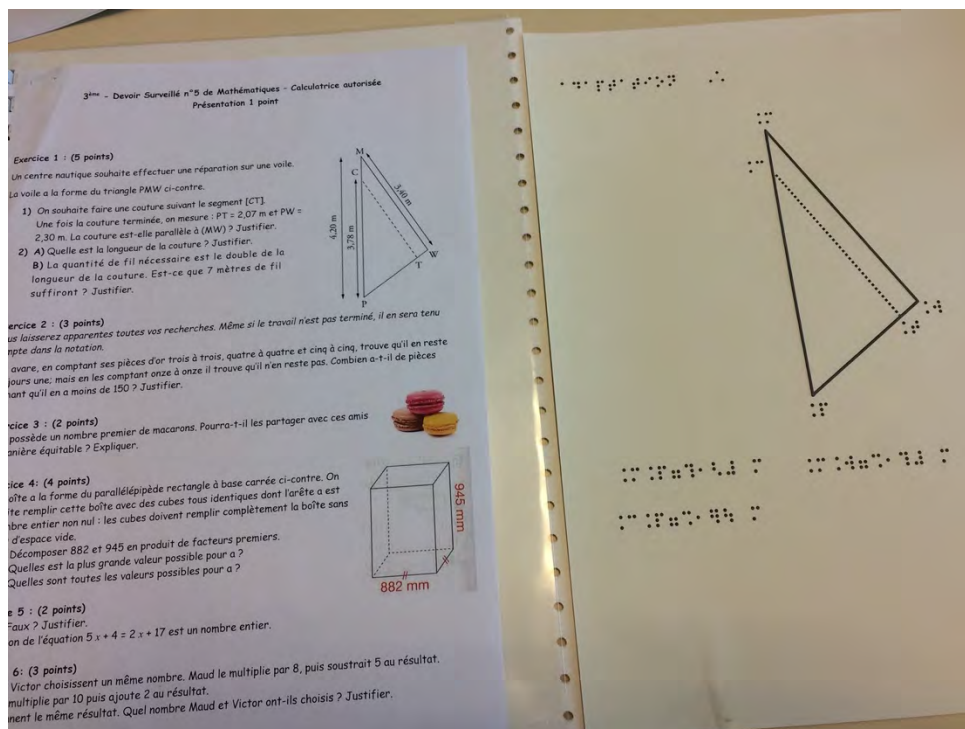 3ème - Devoir Surveillé n°5 de Mathématiques - Calculatrice autorisée
Présentation 1 point
Exercice 1 : (5 points)
Un centre nautique souhaite effectuer une réparation sur une voile.
La voile a la forme du triangle PMW ci-contre.
1) On souhaite faire une couture suivant le segment [CT].
Une fois la couture terminée, on mesure : PT = 2,07 m et PW =
2,30 m. La couture est-elle parallèle à (MW) ? Justifier.
2) A) Quelle est la longueur de la couture ? Justifier.
B) La quantité de fil nécessaire est le double de la
longueur de la couture. Est-ce que 7 mètres de fil
suffiront ? Justifier.
M
C
3,40 m
4,20 m
3,78 m
W
T
P
2 : (3 points)
laisserez apparentes toutes vos recherches. Même si le travail n'est pas terminé, il en sera tenu
dans la notation.
avare, en comptant ses pièces d'or trois à trois, quatre à quatre et cinq à cinq, trouve qu'il en reste
une; mais en les comptant onze à onze il trouve qu'il n'en reste pas. Combien a-t-il de pièces
qu'il en a moins de 150 ? Justifier.
3 : (2 points)
possède un nombre premier de macarons. Pourra-t-il les partager avec ces amis
équitable ? Expliquer.
4: (4 points)
a la forme du parallélépipède rectangle à base carrée ci-contre. On
remplir cette boîte avec des cubes tous identiques dont l'arête a est
entier non nul : les cubes doivent remplir complètement la boîte sans
d'espace vide.
Décomposer 882 et 945 en produit de facteurs premiers.
Quelles est la plus grande valeur possible pour a ?
Quelles sont toutes les valeurs possibles pour a ?
945 mm
882 mm
5 : (2 points)
Faux ? Justifier.
de l'équation 5 x + 4 = 2 x + 17 est un nombre entier.
6: (3 points)
Victor choisissent un même nombre. Maud le multiplie par 8, puis soustrait 5 au résultat.
multiplie par 10 puis ajoute 2 au résultat.
le même résultat. Quel nombre Maud et Victor ont-ils choisis ? Justifier.